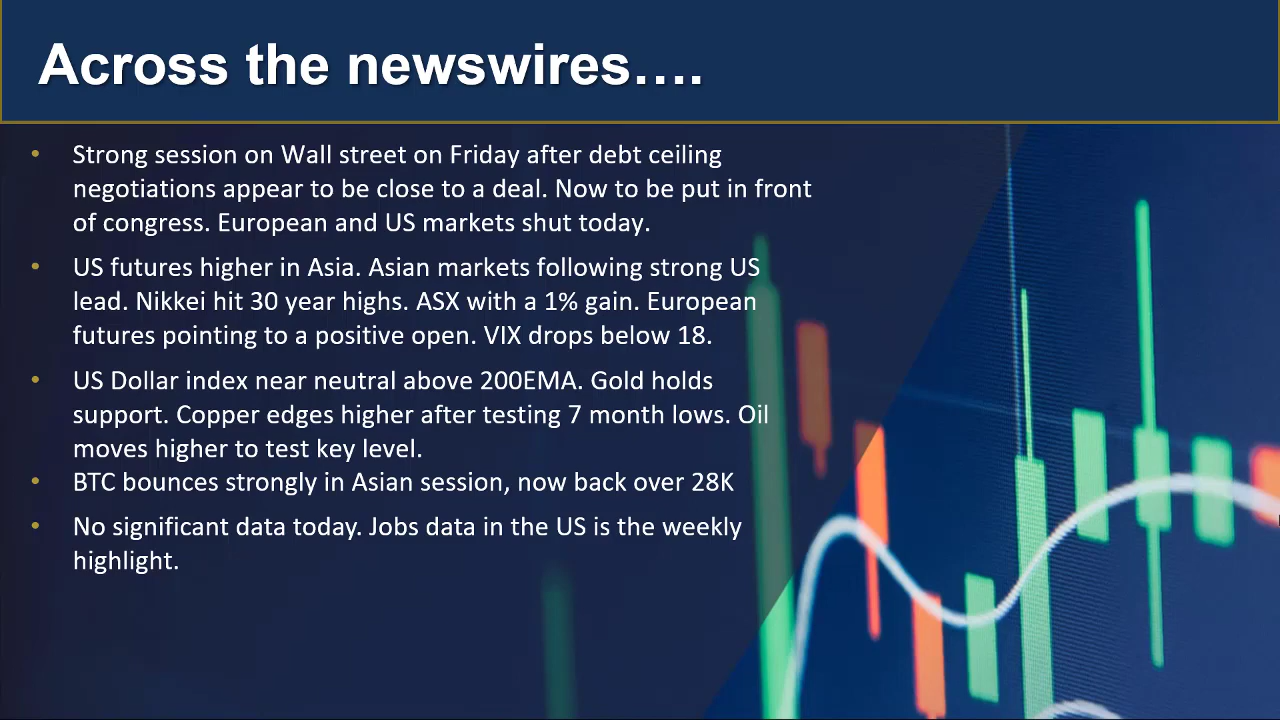 Across the newswires….
• Strong session on Wall street on Friday after debt ceiling
negotiations appear to be close to a deal. Now to be put in front
of congress. European and US markets shut today.
• US futures higher in Asia. Asian markets following strong US
lead. Nikkei hit 30 year highs. ASX with a 1% gain. European
futures pointing to a positive open. VIX drops below 18.
• US Dollar index near neutral above 200EMA. Gold holds
support. Copper edges higher after testing 7 month lows. Oil
moves higher to test key level.
• BTC bounces strongly in Asian session, now back over 28K
• No significant data today. Jobs data in the US is the weekly
highlight.